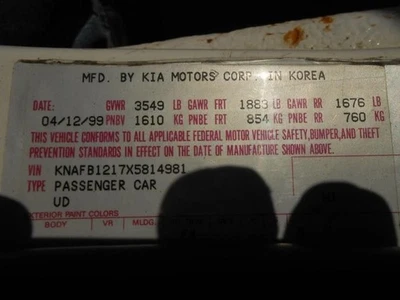 MFD. BY KIA MOTORS CORP. IN KOREA
DATE: GVWR 3549 LB GAWR FRT 1883 LB GAWR RR 1676 LB
04/12/99 PNBV 1610 KG PNBE FRT 854 KG PNBE RR 760 KG
THIS VEHICLE CONFORMS TO ALL APPLICABLE FEDERAL MOTOR VEHICLE SAFETY, BUMPER, AND THEFT
PREVENTION STANDARDS IN EFFECT ON THE DATE OF MANUFACTURE SHOWN ABOVE.
VIN KNAFB1217X5814981
TYPE PASSENGER CAR
UD
EXTERIOR PAINT COLORS
BODY VR MLDG